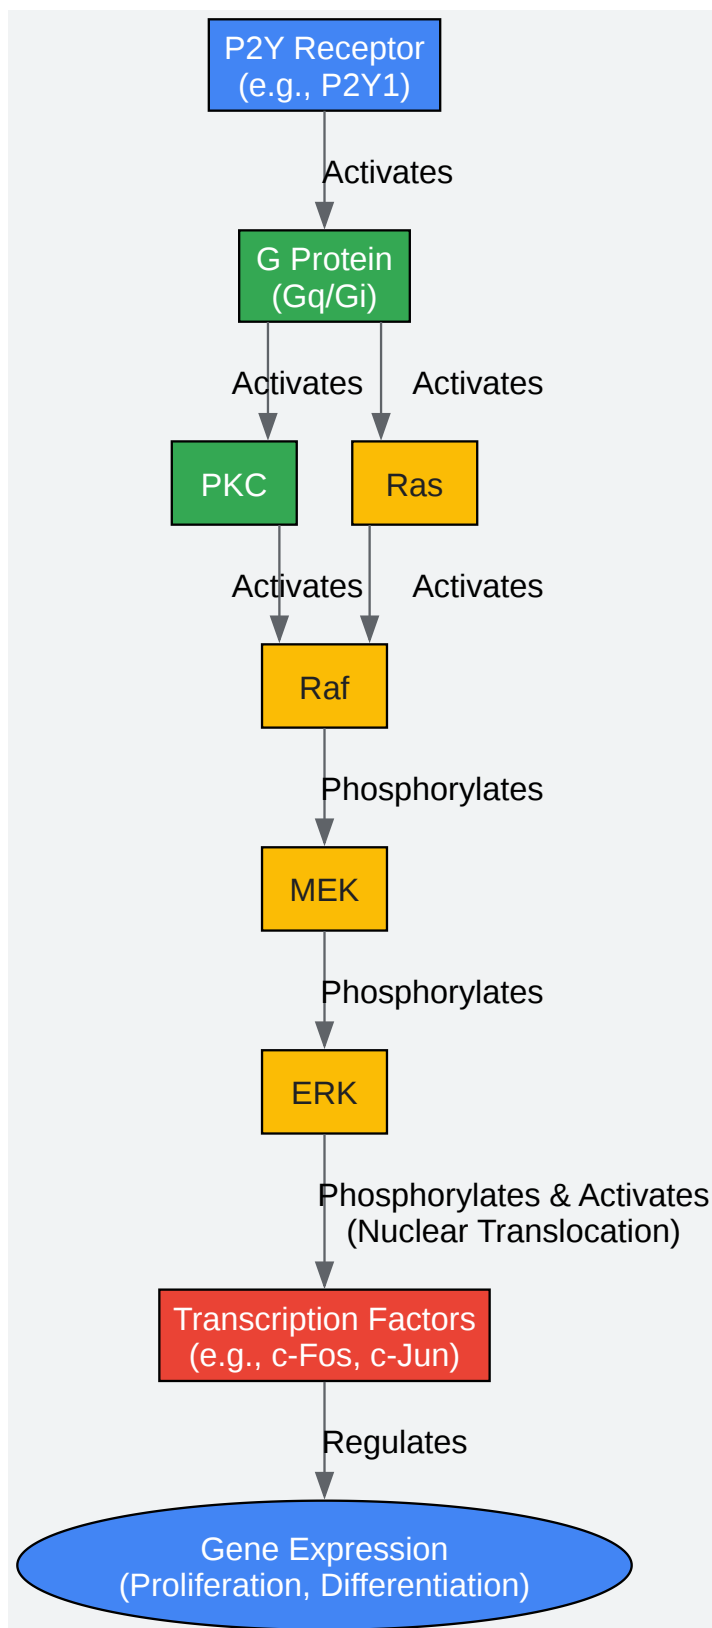 P2Y Receptor
(e.g., P2Y1)
Activates
G Protein
(Gq/Gi)
Activates
Activates
PKC
Ras
Activates
Activates
Raf
Phosphorylates
MEK
Phosphorylates
ERK
Phosphorylates & Activates
(Nuclear Translocation)
Transcription Factors
(e.g., c-Fos, c-Jun)
Regulates
Gene Expression
(Proliferation, Differentiation)